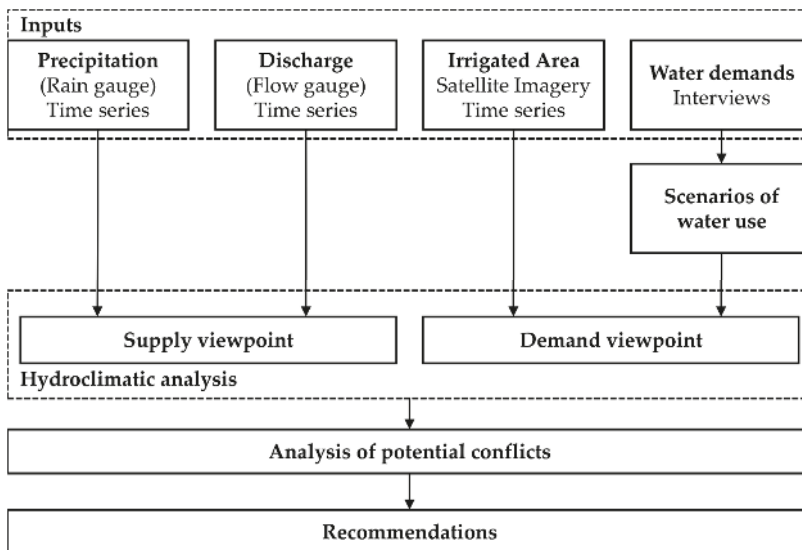 Inputs
Precipitation
(Rain gauge)
Time series
Discharge
(Flow gauge)
Time series
Irrigated Area
Satellite Imagery
Time series
Water demands
Interviews
Scenarios of
water use
Supply viewpoint
Demand viewpoint
Hydroclimatic analysis
Analysis of potential conflicts
Recommendations